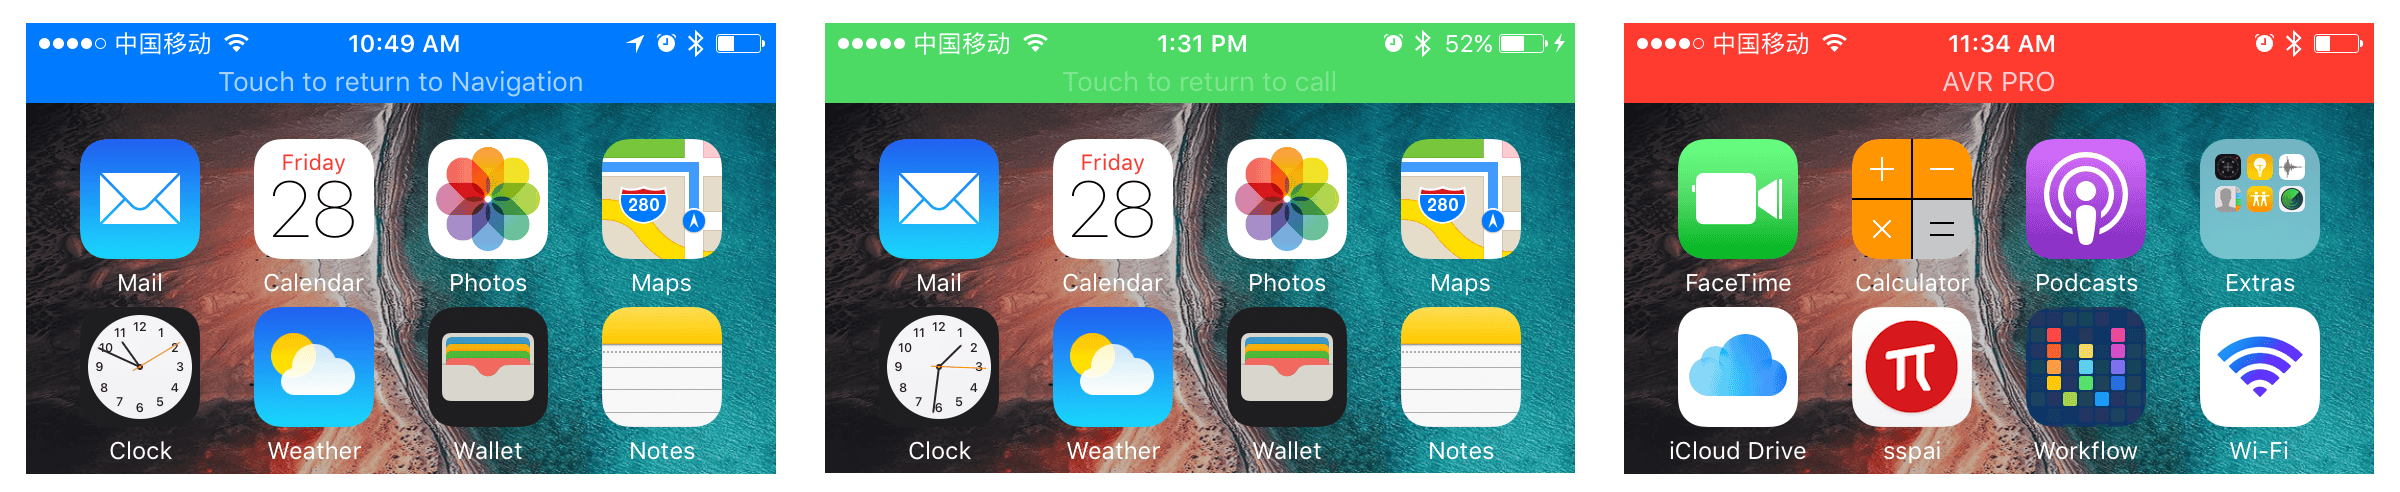 中国移动 10:49 AM
Touch to return to Navigation
Friday
28
280
Mail Calendar Photos Maps
12 1 2 3 4 5 6 7 8 9 10 11
Clock Weather Wallet Notes
中国移动 1:31 PM 52%
Touch to return to call
Friday
28
280
Mail Calendar Photos Maps
12 1 2 3 4 5 6 7 8 9 10 11
Clock Weather Wallet Notes
中国移动 11:34 AM
AVR PRO
FaceTime Calculator Podcasts Extras
iCloud Drive sspai Workflow Wi-Fi